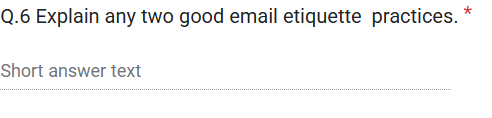 Q.6 Explain any two good email etiquette  practices. *
Short answer text